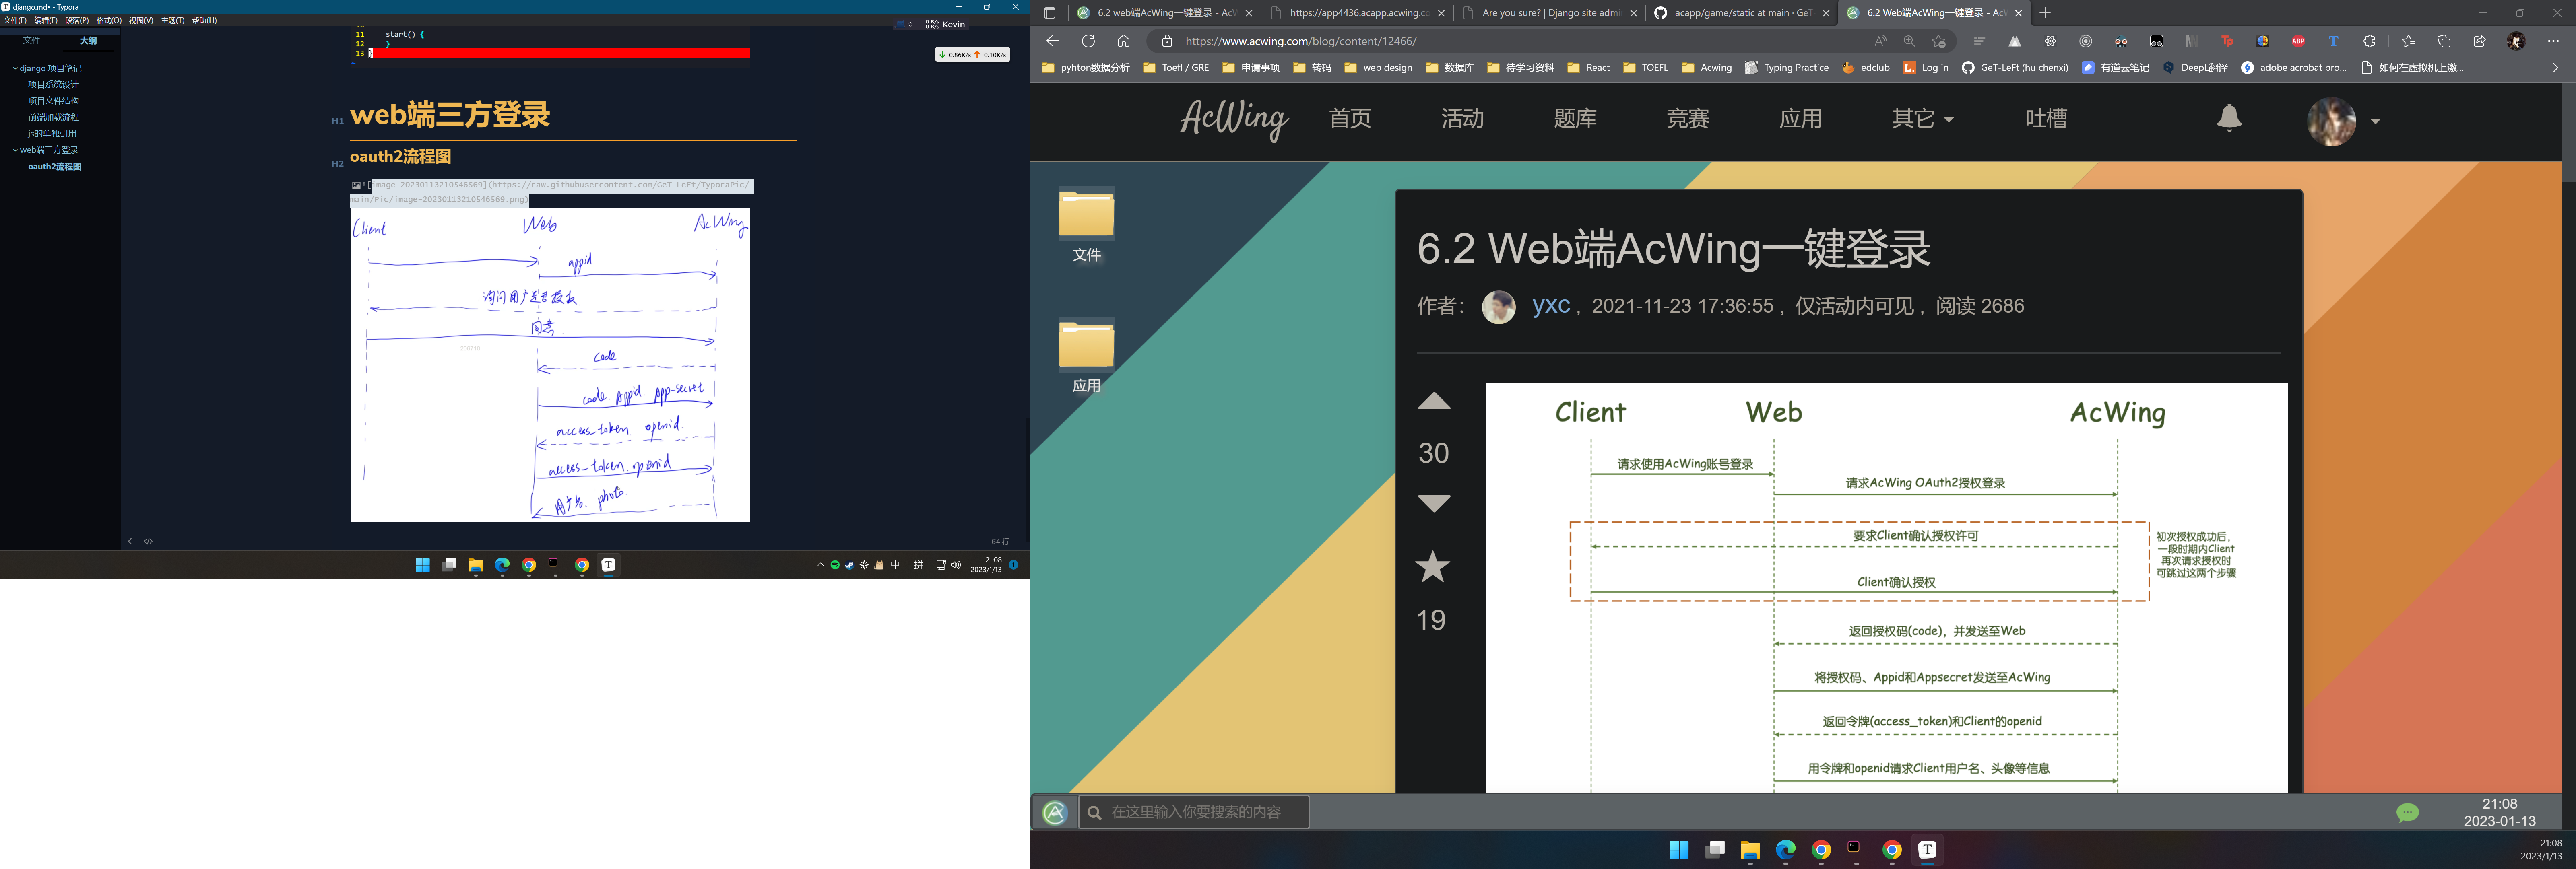 django.md• - Typora
文件(F) 编辑(E) 段落(P) 格式(O) 视图(V) 主题(T) 帮助(H)
文件 大纲
django 项目笔记
项目系统设计
项目文件结构
前端加载流程
js的单独引用
web端三方登录
oauth2流程图
11 start() {
12 }
13 }
0 B/s
0 B/s Kevin
0.86K/s 0.10K/s
H1 web端三方登录
H2 oauth2流程图
![image-20230113210546569](https://raw.githubusercontent.com/GeT-LeFt/TyporaPic/
main/Pic/image-20230113210546569.png)
Client Web AcWing
appid
询问用户是否授权
同意
code
code. appid app-secret
access_token openid.
access_token. openid
用户名. photo.
64 行
中 拼
21:08
2023/1/13
6.2 web端AcWing一键登录 - AcW
https://app4436.acapp.acwing.co
Are you sure? | Django site admi
acapp/game/static at main · GeT
6.2 Web端AcWing一键登录 - AcW
https://www.acwing.com/blog/content/12466/
pyhton数据分析 Toefl / GRE 申请事项 转码 web design 数据库 待学习资料 React TOEFL Acwing Typing Practice edclub Log in GeT-LeFt (hu chenxi) 有道云笔记 DeepL翻译 adobe acrobat pro... 如何在虚拟机上激...
AcWing 首页 活动 题库 竞赛 应用 其它 吐槽
文件
应用
6.2 Web端AcWing一键登录
作者： yxc , 2021-11-23 17:36:55 , 仅活动内可见 , 阅读 2686
30
19
Client Web AcWing
请求使用AcWing账号登录
请求AcWing OAuth2授权登录
要求Client确认授权许可
Client确认授权
初次授权成功后，
一段时期内Client
再次请求授权时
可跳过这两个步骤
返回授权码(code)，并发送至Web
将授权码、Appid和Appsecret发送至AcWing
返回令牌(access_token)和Client的openid
用令牌和openid请求Client用户名、头像等信息
在这里输入你要搜索的内容
21:08
2023-01-13
21:08
2023/1/13